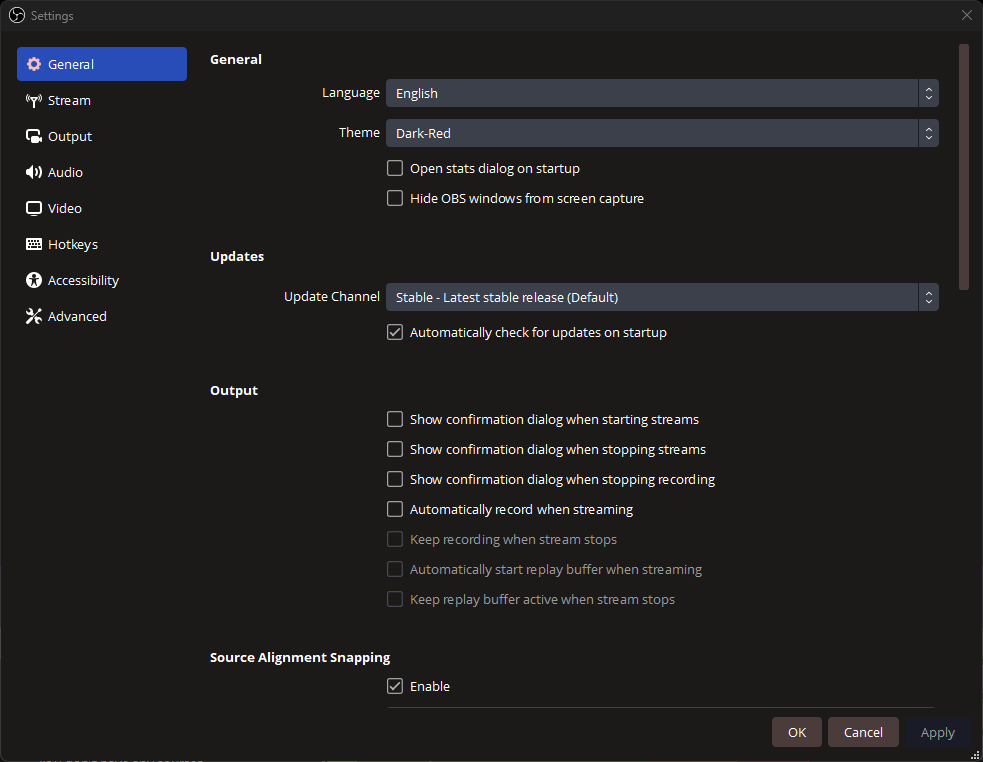 Settings
General
Stream
Output
Audio
Video
Hotkeys
Accessibility
Advanced
General
Language English
Theme Dark-Red
Open stats dialog on startup
Hide OBS windows from screen capture
Updates
Update Channel Stable - Latest stable release (Default)
Automatically check for updates on startup
Output
Show confirmation dialog when starting streams
Show confirmation dialog when stopping streams
Show confirmation dialog when stopping recording
Automatically record when streaming
Keep recording when stream stops
Automatically start replay buffer when streaming
Keep replay buffer active when stream stops
Source Alignment Snapping
Enable
OK Cancel Apply